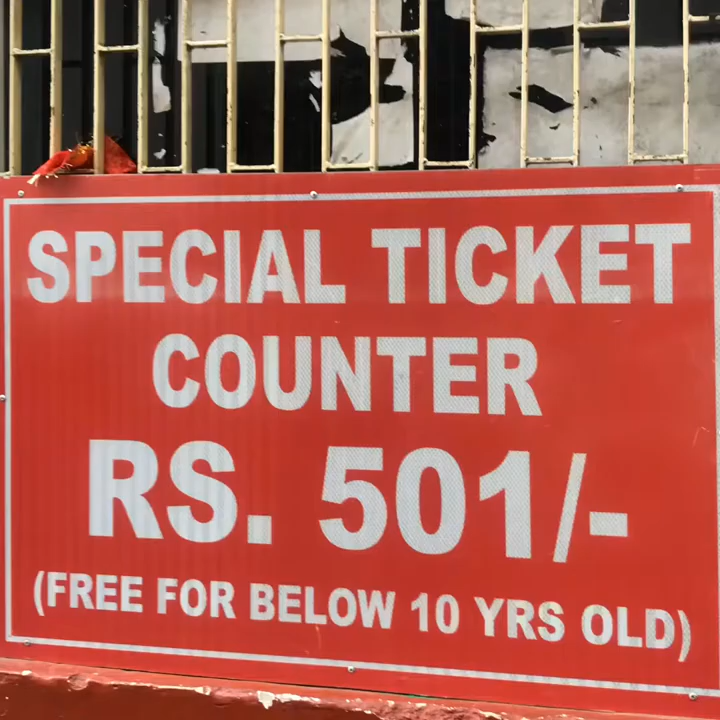 SPECIAL TICKET
COUNTER
RS. 501/-
(FREE FOR BELOW 10 YRS OLD)